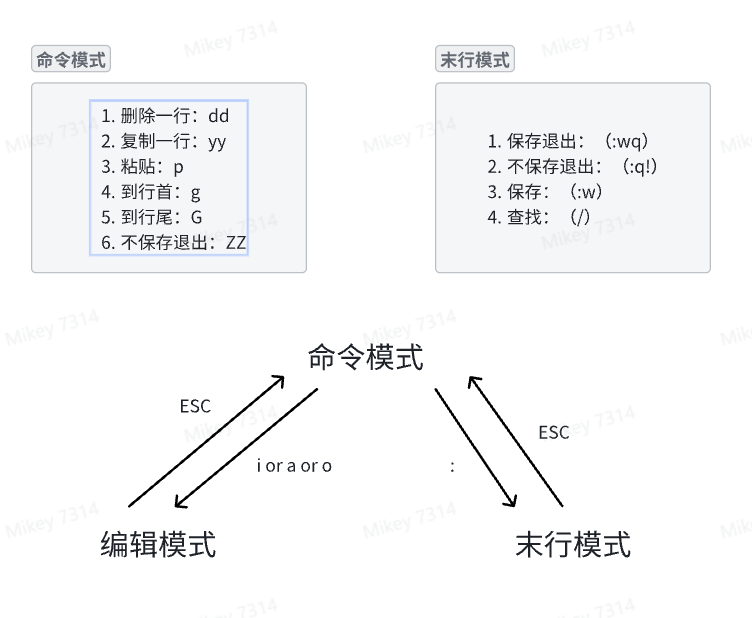 命令模式
1. 删除一行：dd
2. 复制一行：yy
3. 粘贴：p
4. 到行首：g
5. 到行尾：G
6. 不保存退出：ZZ
末行模式
1. 保存退出：（:wq）
2. 不保存退出：（:q!）
3. 保存：（:w）
4. 查找：（/）
命令模式
ESC
i or a or o
:
ESC
编辑模式
末行模式
Mikey 7314